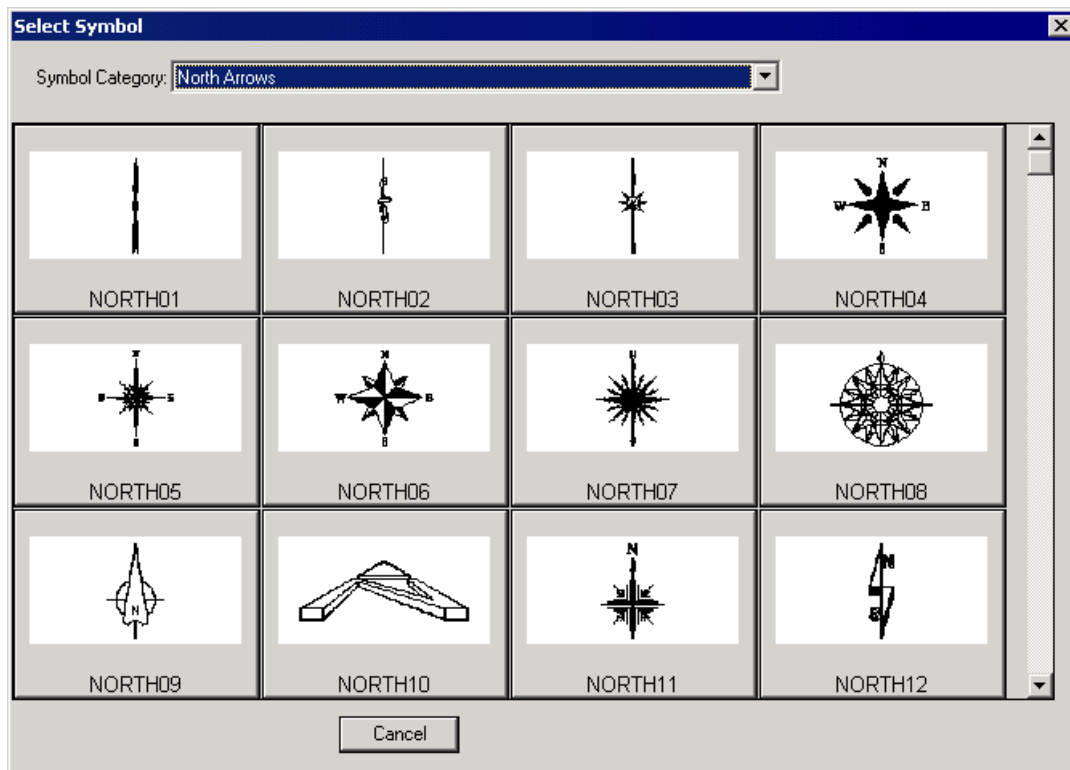 Select Symbol
Symbol Category: North Arrows
N
W E
S
NORTH01 NORTH02 NORTH03 NORTH04
N
N
W E
S
NORTH05 NORTH06 NORTH07 NORTH08
N
N
N
NORTH09 NORTH10 NORTH11 NORTH12
Cancel